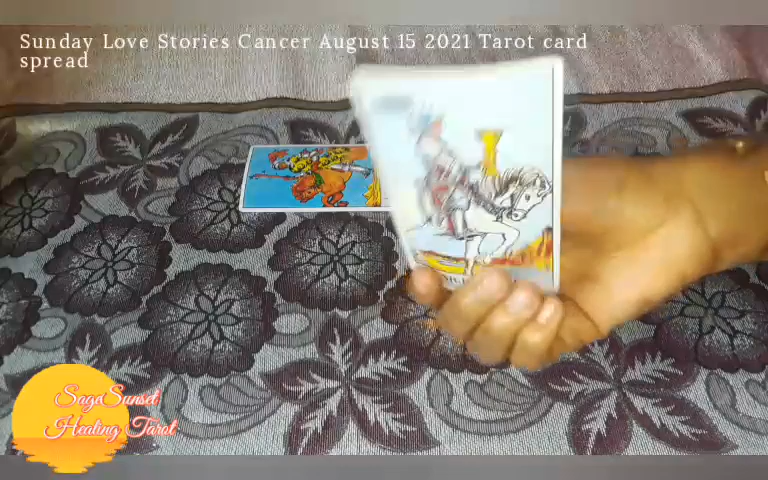 Sunday Love Stories Cancer August 15 2021 Tarot card
spread
SageSunset
Healing Tarot